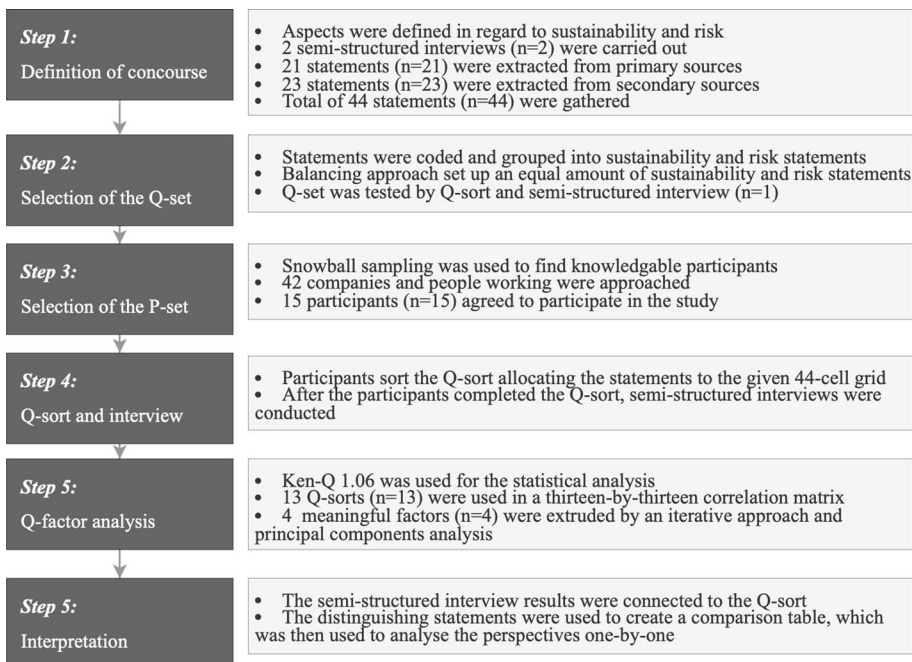 Step 1:
Definition of concourse
• Aspects were defined in regard to sustainability and risk
• 2 semi-structured interviews (n=2) were carried out
• 21 statements (n=21) were extracted from primary sources
• 23 statements (n=23) were extracted from secondary sources
• Total of 44 statements (n=44) were gathered
Step 2:
Selection of the Q-set
• Statements were coded and grouped into sustainability and risk statements
• Balancing approach set up an equal amount of sustainability and risk statements
• Q-set was tested by Q-sort and semi-structured interview (n=1)
Step 3:
Selection of the P-set
• Snowball sampling was used to find knowledgable participants
• 42 companies and people working were approached
• 15 participants (n=15) agreed to participate in the study
Step 4:
Q-sort and interview
• Participants sort the Q-sort allocating the statements to the given 44-cell grid
• After the participants completed the Q-sort, semi-structured interviews were
conducted
Step 5:
Q-factor analysis
• Ken-Q 1.06 was used for the statistical analysis
• 13 Q-sorts (n=13) were used in a thirteen-by-thirteen correlation matrix
• 4 meaningful factors (n=4) were extruded by an iterative approach and
principal components analysis
Step 5:
Interpretation
• The semi-structured interview results were connected to the Q-sort
• The distinguishing statements were used to create a comparison table, which
was then used to analyse the perspectives one-by-one